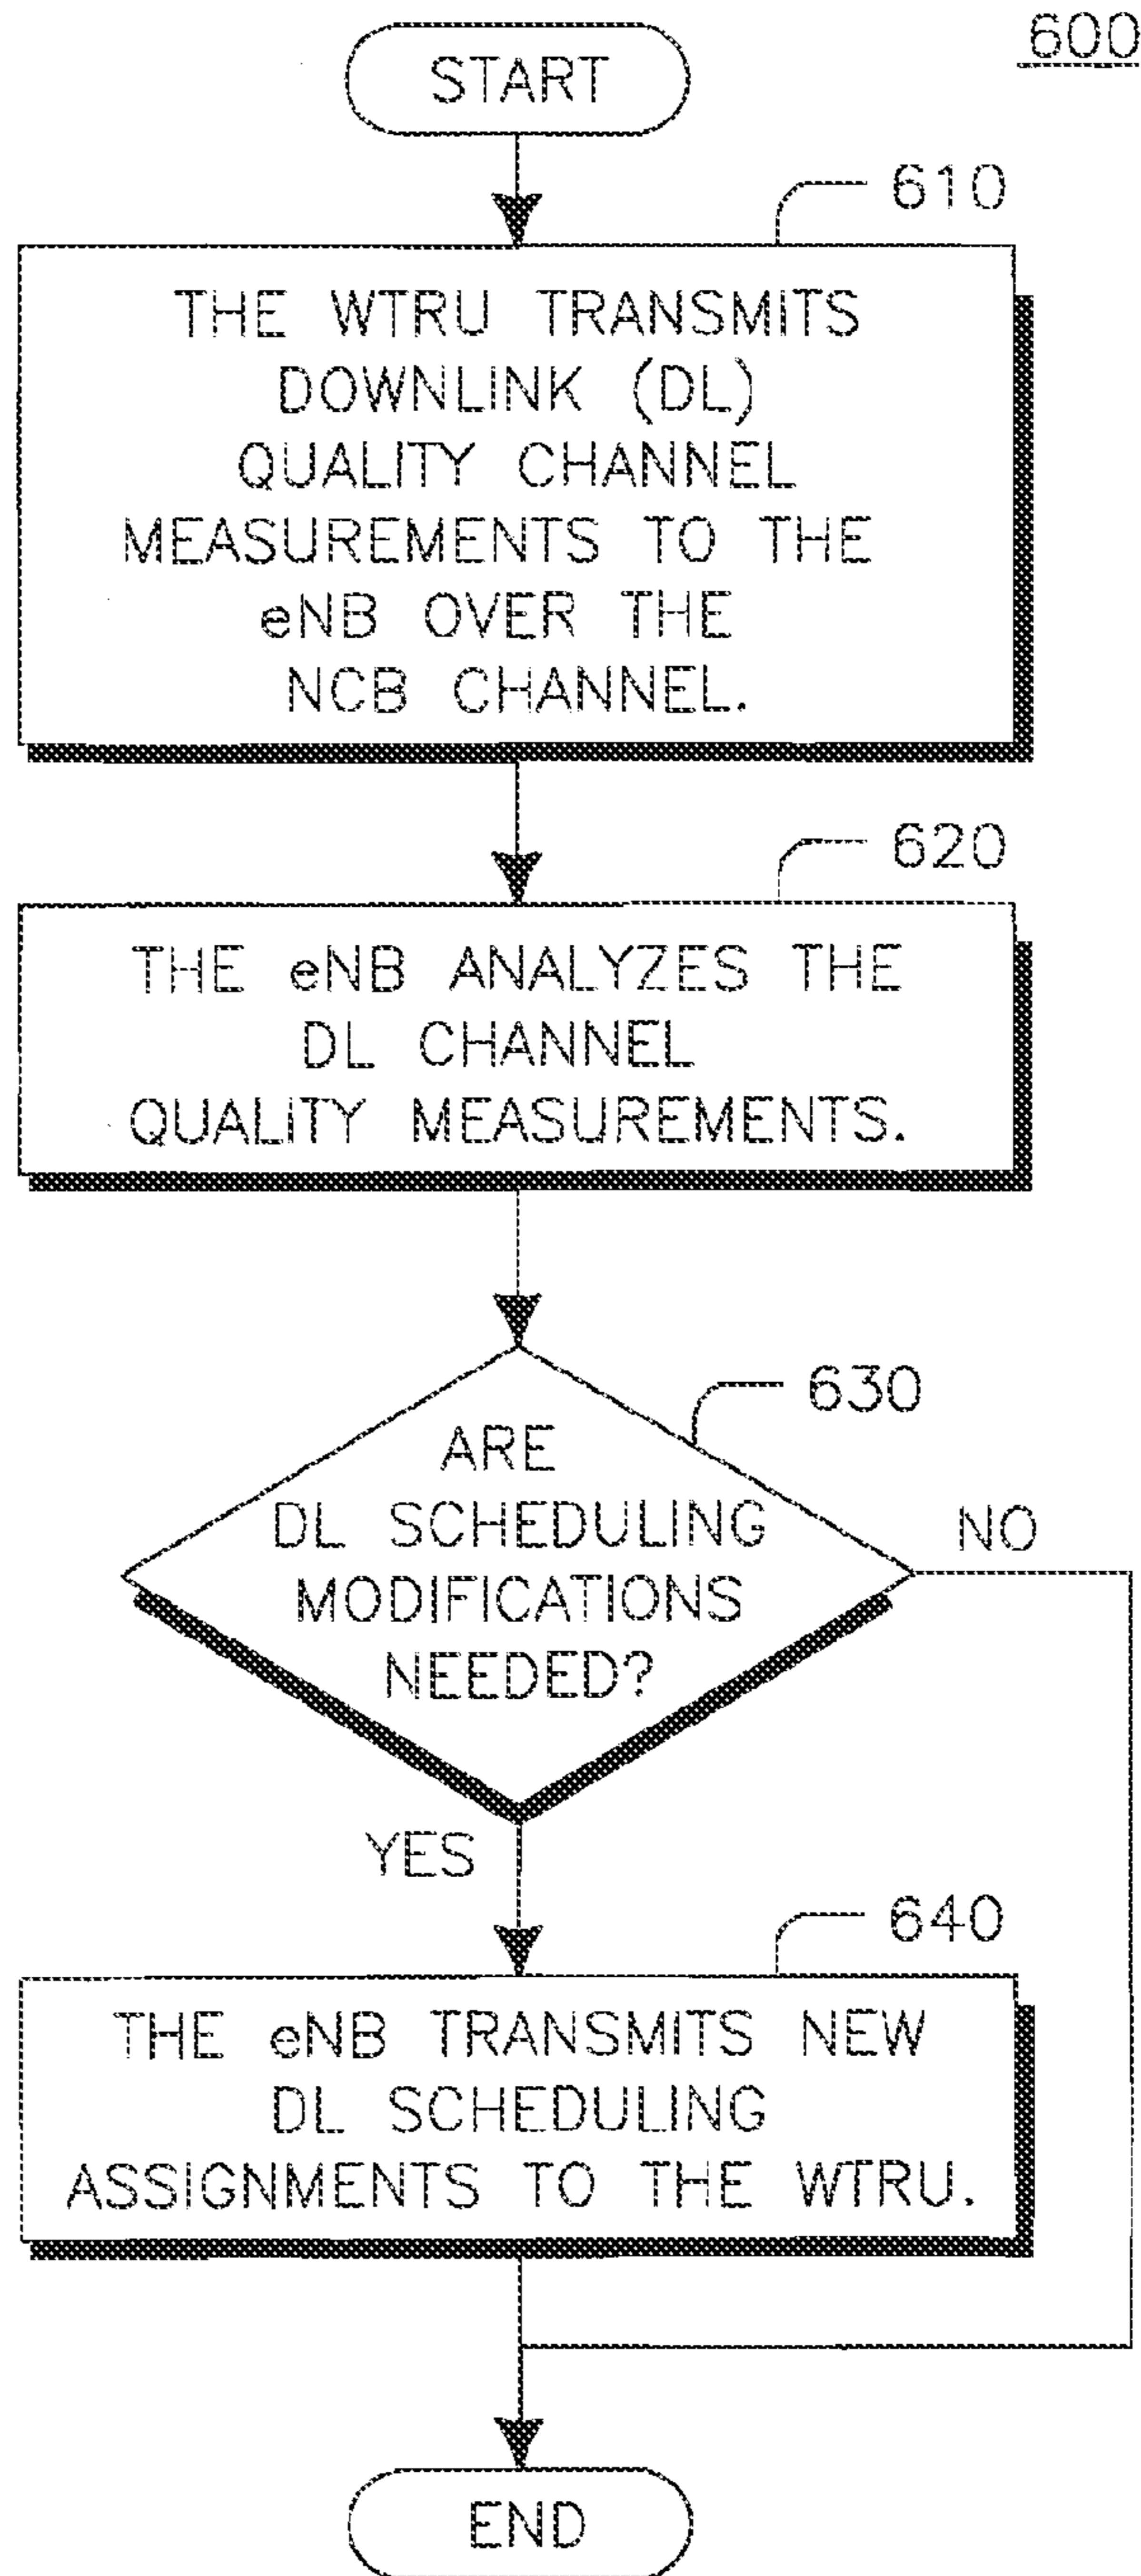 600
START
610
THE WTRU TRANSMITS
DOWNLINK (DL)
QUALITY CHANNEL
MEASUREMENTS TO THE
eNB OVER THE
NCB CHANNEL.
620
THE eNB ANALYZES THE
DL CHANNEL
QUALITY MEASUREMENTS.
630
ARE
DL SCHEDULING
MODIFICATIONS
NEEDED?
NO
YES
640
THE eNB TRANSMITS NEW
DL SCHEDULING
ASSIGNMENTS TO THE WTRU.
END